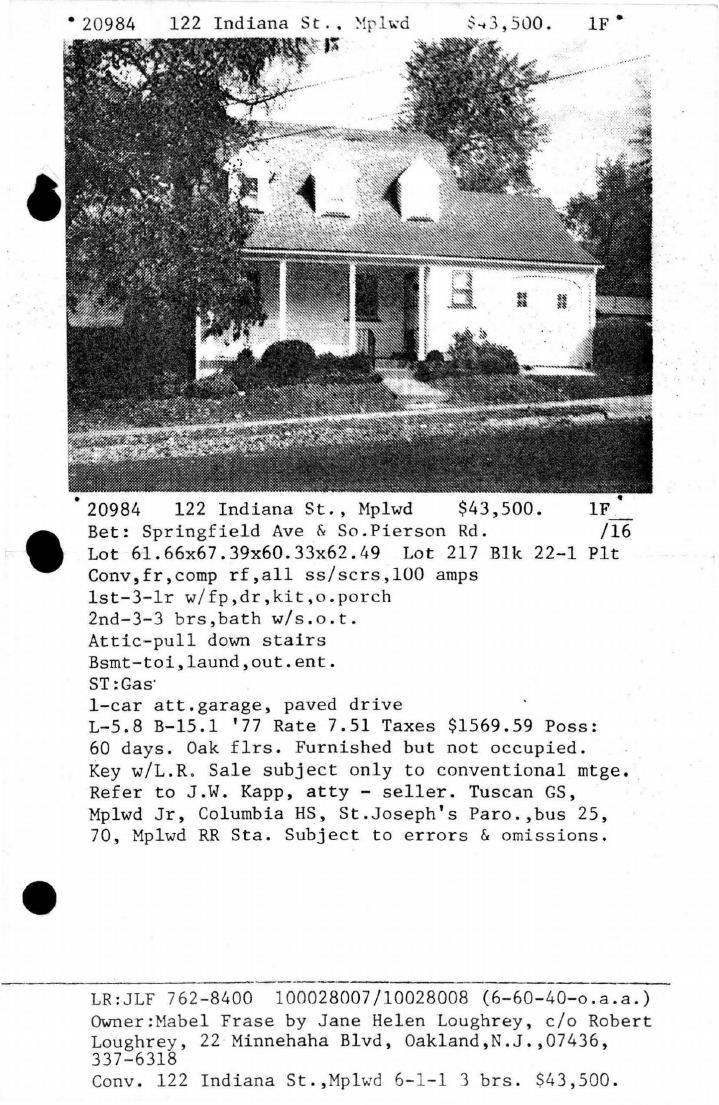 20984 122 Indiana St., Mplwd $43,500. 1F
20984 122 Indiana St., Mplwd $43,500. 1F
Bet: Springfield Ave & So.Pierson Rd. /16
Lot 61.66x67.39x60.33x62.49 Lot 217 Blk 22-1 Plt
Conv,fr,comp rf,all ss/scrs,100 amps
1st-3-lr w/fp,dr,kit,o.porch
2nd-3-3 brs,bath w/s.o.t.
Attic-pull down stairs
Bsmt-toi,laund,out.ent.
ST:Gas
1-car att.garage, paved drive
L-5.8 B-15.1 '77 Rate 7.51 Taxes $1569.59 Poss:
60 days. Oak flrs. Furnished but not occupied.
Key w/L.R. Sale subject only to conventional mtge.
Refer to J.W. Kapp, atty - seller. Tuscan GS,
Mplwd Jr, Columbia HS, St.Joseph's Paro.,bus 25,
70, Mplwd RR Sta. Subject to errors & omissions.
LR:JLF 762-8400 100028007/10028008 (6-60-40-o.a.a.)
Owner:Mabel Frase by Jane Helen Loughrey, c/o Robert
Loughrey, 22 Minnehaha Blvd, Oakland,N.J.,07436,
337-6318
Conv. 122 Indiana St.,Mplwd 6-1-1 3 brs. $43,500.